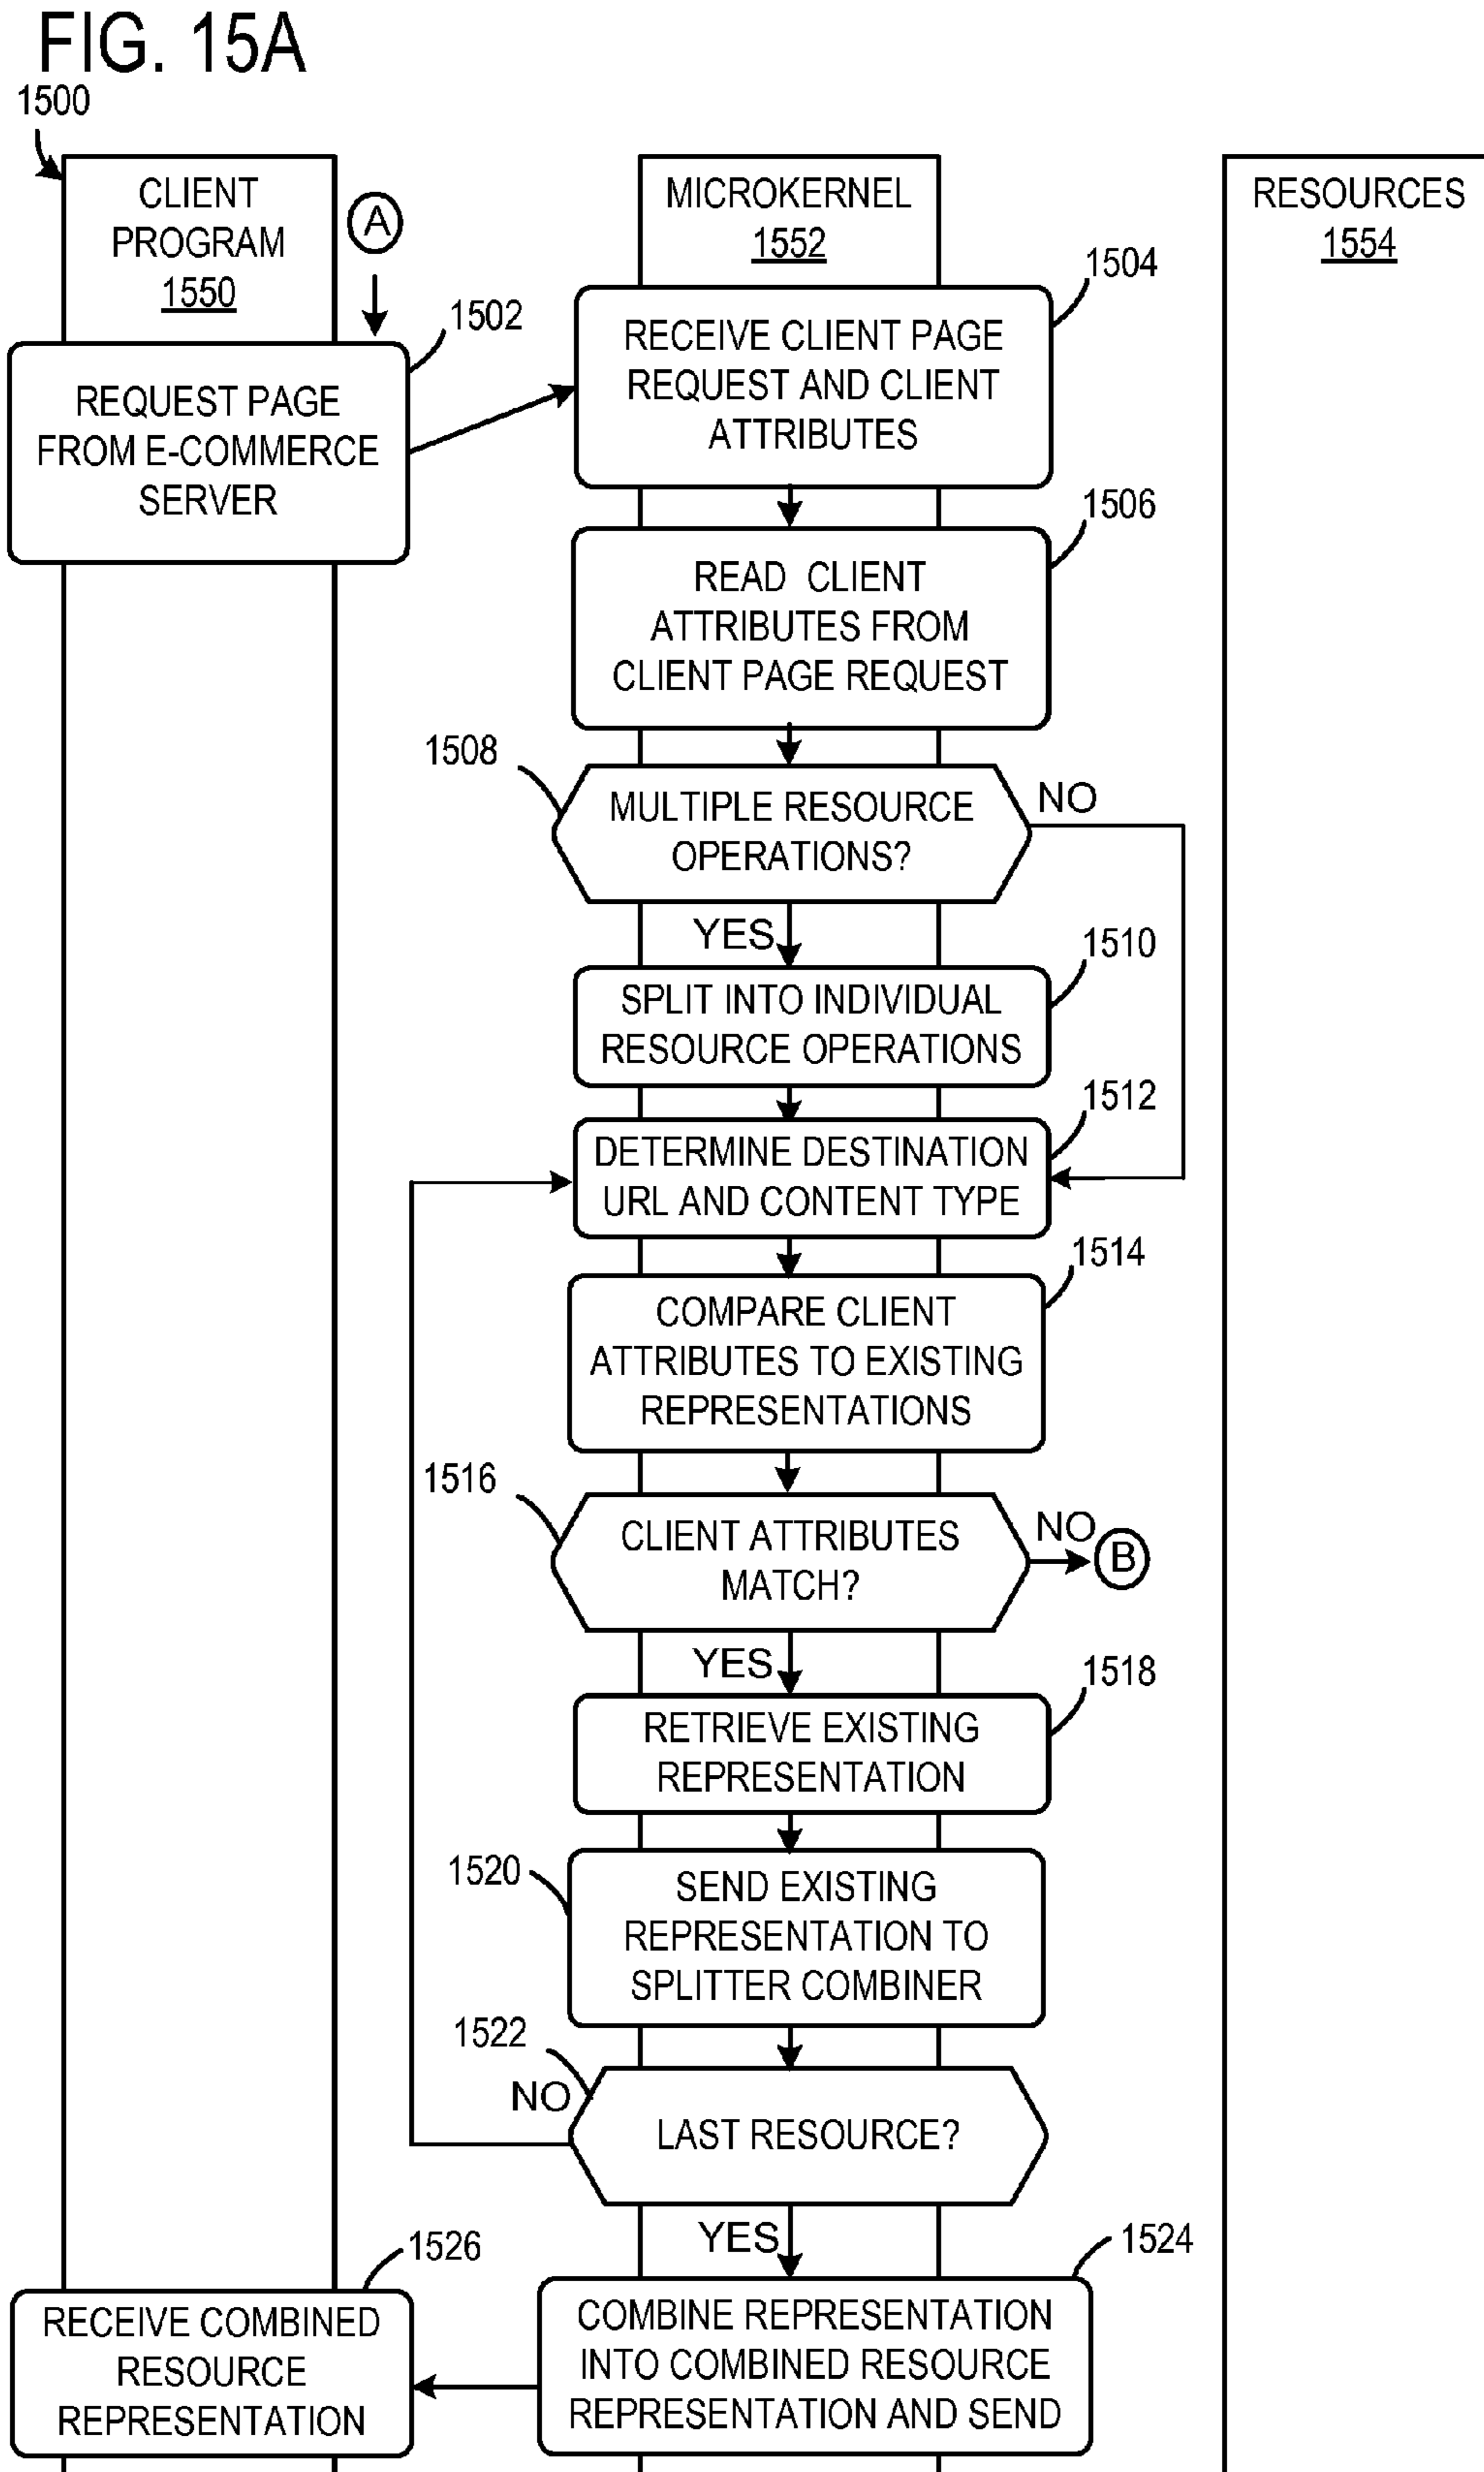 FIG. 15A
1500
CLIENT
PROGRAM
1550
A
MICROKERNEL
1552
RESOURCES
1554
1502
REQUEST PAGE
FROM E-COMMERCE
SERVER
1504
RECEIVE CLIENT PAGE
REQUEST AND CLIENT
ATTRIBUTES
1506
READ CLIENT
ATTRIBUTES FROM
CLIENT PAGE REQUEST
1508
MULTIPLE RESOURCE
OPERATIONS?
NO
YES
1510
SPLIT INTO INDIVIDUAL
RESOURCE OPERATIONS
1512
DETERMINE DESTINATION
URL AND CONTENT TYPE
1514
COMPARE CLIENT
ATTRIBUTES TO EXISTING
REPRESENTATIONS
1516
CLIENT ATTRIBUTES
MATCH?
NO
B
YES
1518
RETRIEVE EXISTING
REPRESENTATION
1520
SEND EXISTING
REPRESENTATION TO
SPLITTER COMBINER
1522
NO
LAST RESOURCE?
YES
1524
COMBINE REPRESENTATION
INTO COMBINED RESOURCE
REPRESENTATION AND SEND
1526
RECEIVE COMBINED
RESOURCE
REPRESENTATION